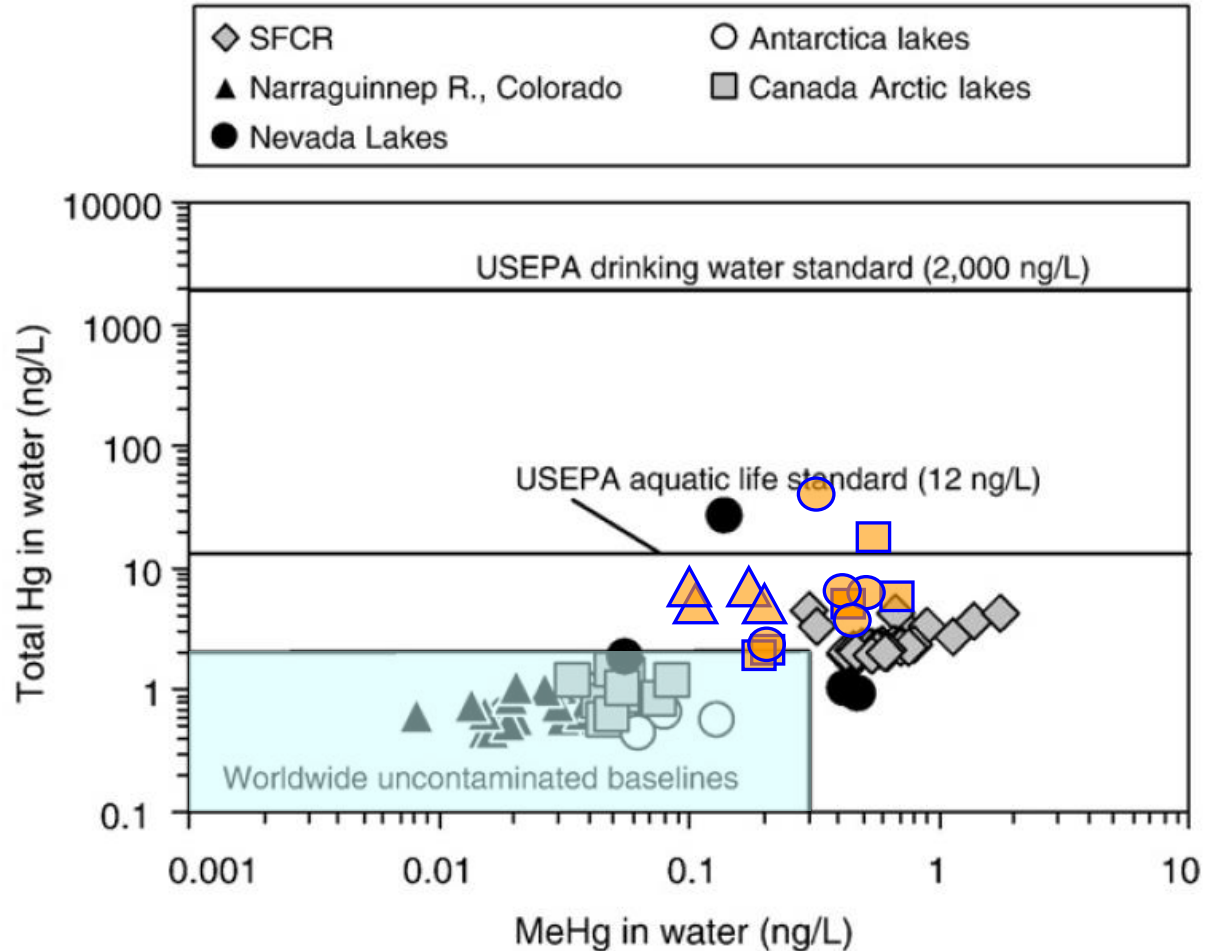 SFCR
Antarctica lakes
Narraguinnep R., Colorado
Canada Arctic lakes
Nevada Lakes
10000
USEPA drinking water standard (2,000 ng/L)
1000
Total Hg in water (ng/L)
100
USEPA aquatic life standard (12 ng/L)
10
1
Worldwide uncontaminated baselines
0.1
0.001 0.01 0.1 1 10
MeHg in water (ng/L)